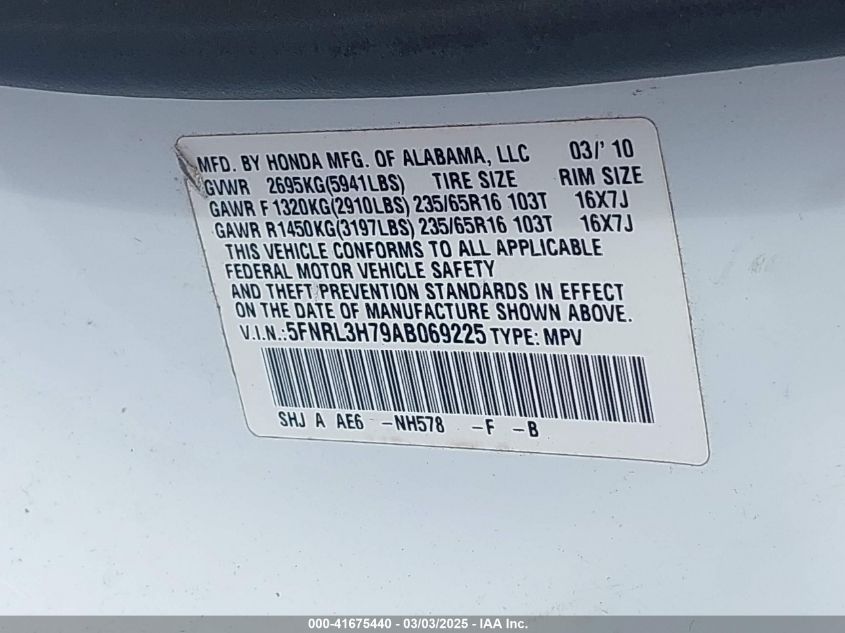 MFD. BY HONDA MFG. OF ALABAMA, LLC 03/' 10
GVWR 2695KG(5941LBS) TIRE SIZE RIM SIZE
GAWR F 1320KG(2910LBS) 235/65R16 103T 16X7J
GAWR R1450KG(3197LBS) 235/65R16 103T 16X7J
THIS VEHICLE CONFORMS TO ALL APPLICABLE
FEDERAL MOTOR VEHICLE SAFETY
AND THEFT PREVENTION STANDARDS IN EFFECT
ON THE DATE OF MANUFACTURE SHOWN ABOVE.
V.I.N.:5FNRL3H79AB069225 TYPE: MPV
SHJ A AE6 -NH578 -F -B
000-41675440 - 03/03/2025 - IAA Inc.